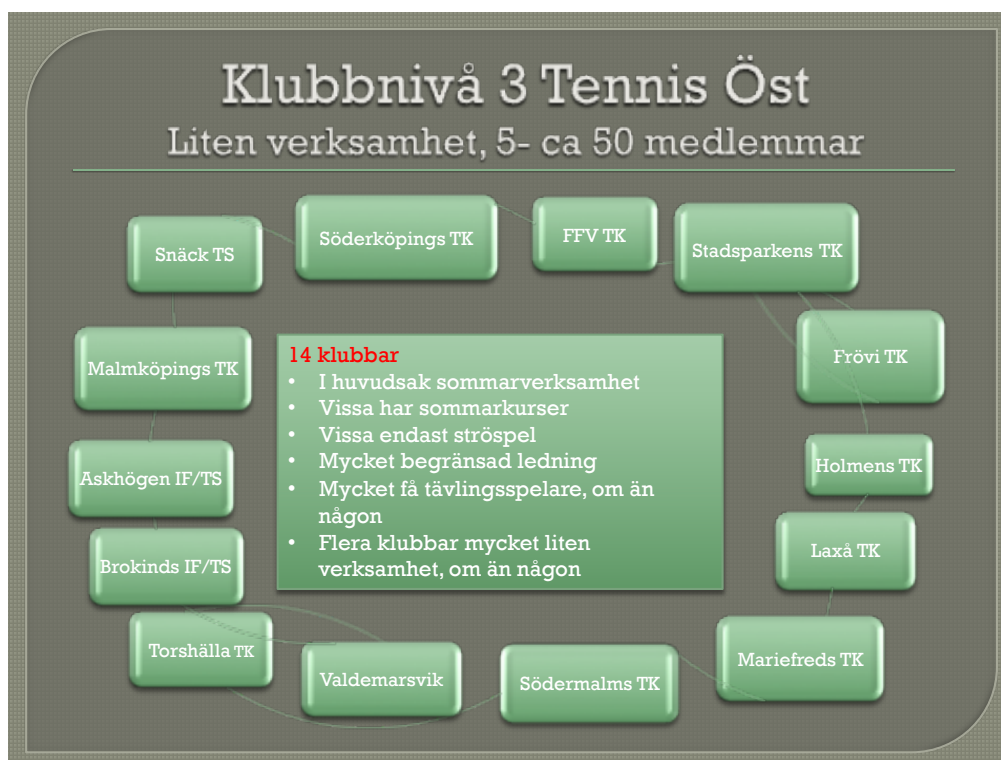 Klubbnivå 3 Tennis Öst
Liten verksamhet, 5- ca 50 medlemmar
Snäck TS
Söderköpings TK
FFV TK
Stadsparkens TK
Malmköpings TK
Frövi TK
Askhögen IF/TS
Holmens TK
Brokinds IF/TS
Laxå TK
Torshälla TK
Valdemarsvik
Södermalms TK
Mariefreds TK
14 klubbar
• I huvudsak sommarverksamhet
• Vissa har sommarkurser
• Vissa endast ströspel
• Mycket begränsad ledning
• Mycket få tävlingsspelare, om än
någon
• Flera klubbar mycket liten
verksamhet, om än någon